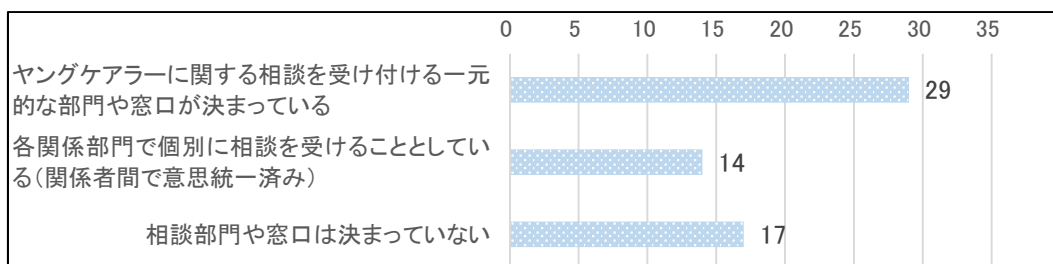 0 5 10 15 20 25 30 35
ヤングケアラーに関する相談を受け付ける一元
的な部門や窓口が決まっている
29
各関係部門で個別に相談を受けることとしてい
る(関係者間で意思統一済み)
14
相談部門や窓口は決まっていない
17